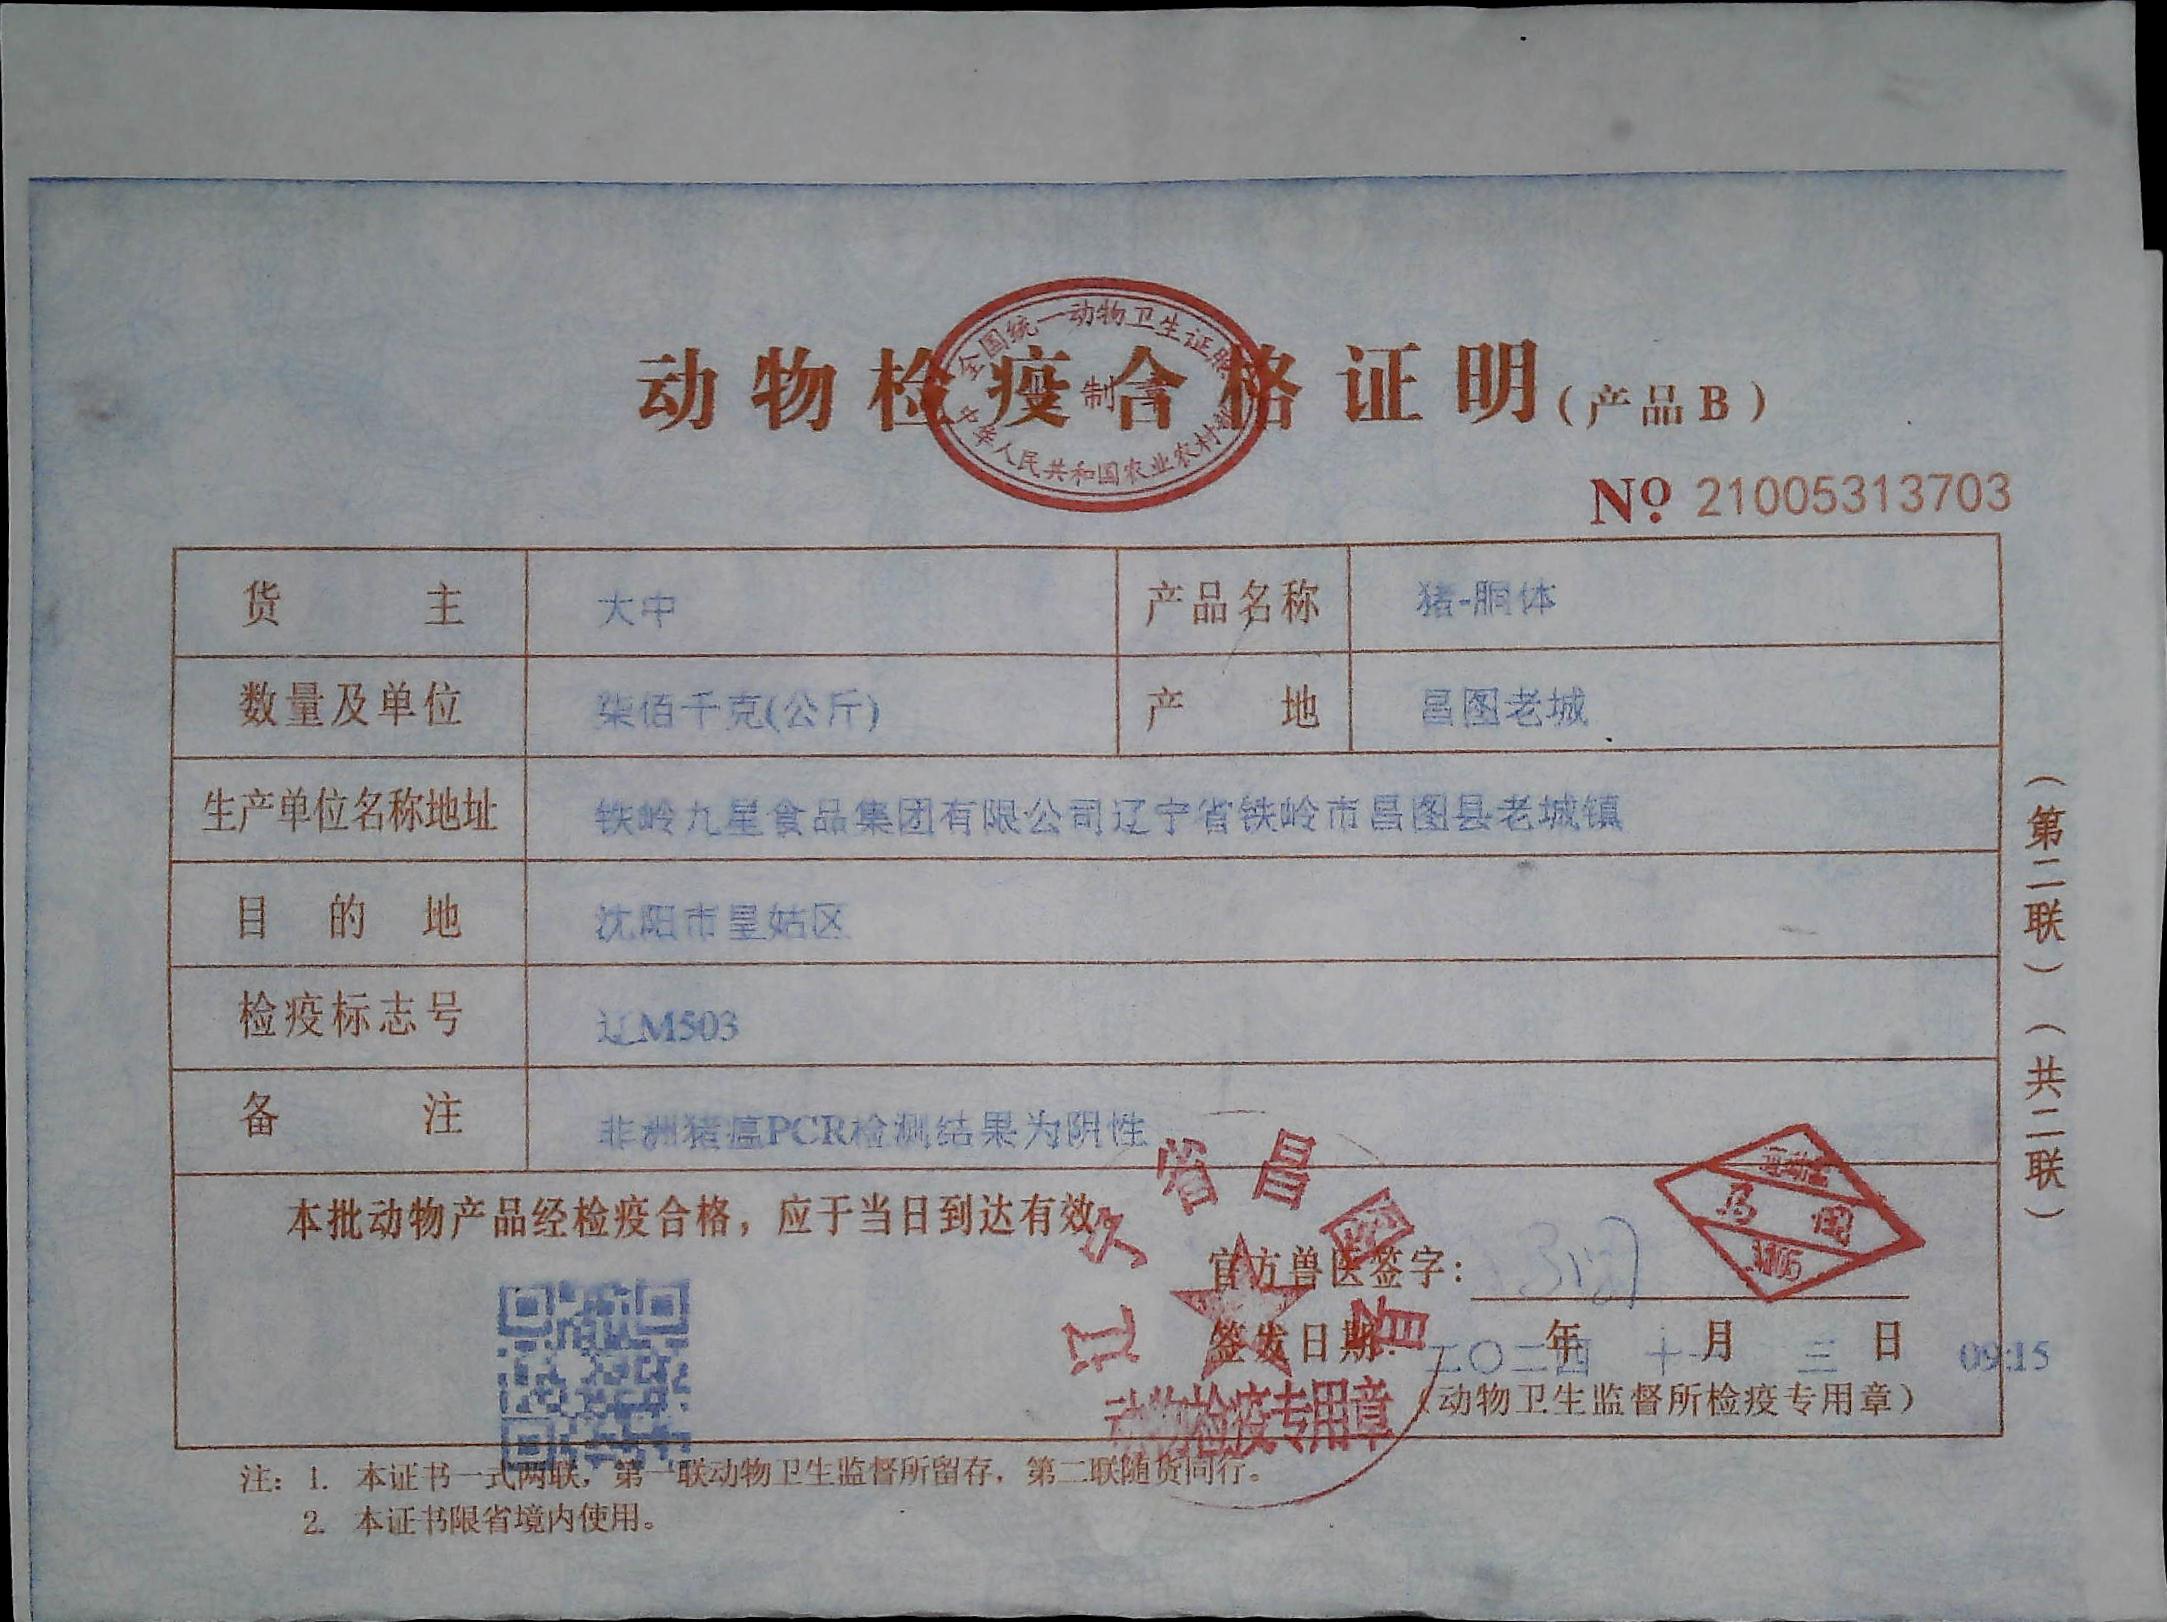 动物检疫合格证明(产品B)
全国统一动物卫生证照
制章
中华人民共和国农业农村部
№ 21005313703
货主 大中 产品名称 猪-胴体
数量及单位 柒佰千克(公斤) 产地 昌图老城
生产单位名称地址 铁岭九星食品集团有限公司辽宁省铁岭市昌图县老城镇
目的地 沈阳市皇姑区
检疫标志号 辽M503
备注 非洲猪瘟PCR检测结果为阴性
本批动物产品经检疫合格，应于当日到达有效
官方兽医签字：
签发日期： 二〇二四年 十一月 三日 09:15
(动物卫生监督所检疫专用章)
动物检疫专用章
注：1. 本证书一式两联，第一联动物卫生监督所留存，第二联随货同行。
2. 本证书限省境内使用。
(第二联)(共二联)